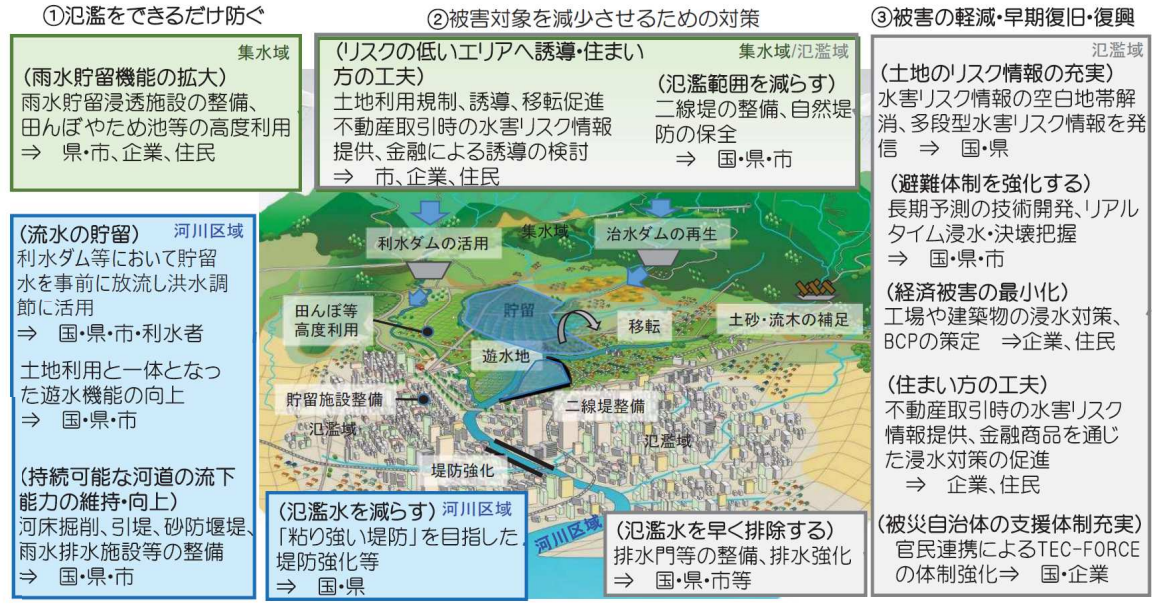 ①氾濫をできるだけ防ぐ
集水域
(雨水貯留機能の拡大)
雨水貯留浸透施設の整備、
田んぼやため池等の高度利用
⇒ 県・市、企業、住民
(流水の貯留) 河川区域
利水ダム等において貯留
水を事前に放流し洪水調
節に活用
⇒ 国・県・市・利水者
土地利用と一体となっ
た遊水機能の向上
⇒ 国・県・市
(持続可能な河道の流下
能力の維持・向上)
河床掘削、引堤、砂防堰堤、
雨水排水施設等の整備
⇒ 国・県・市
②被害対象を減少させるための対策
集水域/氾濫域
(リスクの低いエリアへ誘導・住まい
方の工夫)
土地利用規制、誘導、移転促進
不動産取引時の水害リスク情報
提供、金融による誘導の検討
⇒ 市、企業、住民
(氾濫範囲を減らす)
二線堤の整備、自然堤
防の保全
⇒ 国・県・市
集水域
利水ダムの活用
治水ダムの再生
田んぼ等
高度利用
貯留
移転
土砂・流木の補足
遊水地
貯留施設整備
二線堤整備
氾濫域
氾濫域
堤防強化
河川区域
(氾濫水を減らす) 河川区域
「粘り強い堤防」を目指した
堤防強化等
⇒ 国・県
(氾濫水を早く排除する)
排水門等の整備、排水強化
⇒ 国・県・市等
③被害の軽減・早期復旧・復興
氾濫域
(土地のリスク情報の充実)
水害リスク情報の空白地帯解
消、多段型水害リスク情報を発
信 ⇒ 国・県
(避難体制を強化する)
長期予測の技術開発、リアル
タイム浸水・決壊把握
⇒ 国・県・市
(経済被害の最小化)
工場や建築物の浸水対策、
BCPの策定 ⇒企業、住民
(住まい方の工夫)
不動産取引時の水害リスク
情報提供、金融商品を通じ
た浸水対策の促進
⇒ 企業、住民
(被災自治体の支援体制充実)
官民連携によるTEC-FORCE
の体制強化⇒ 国・企業